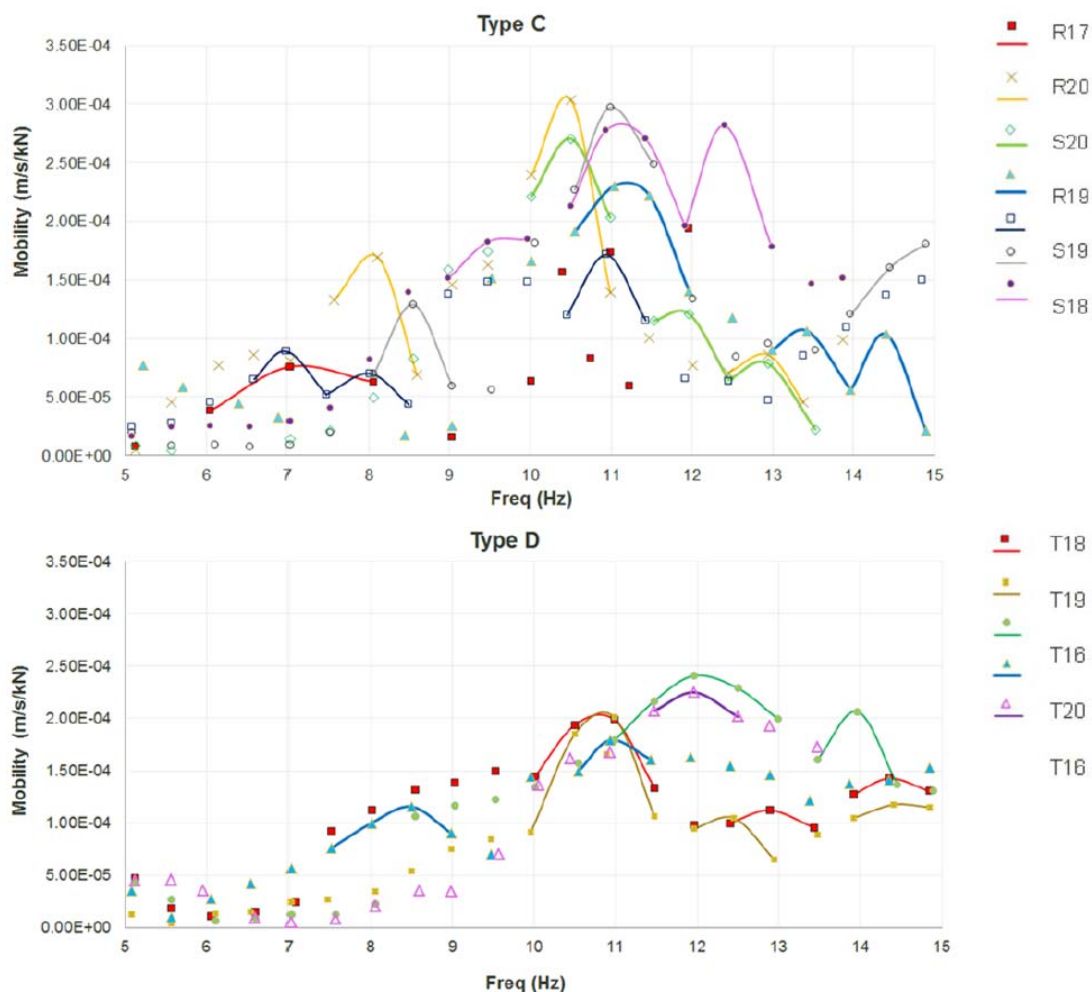 Type C
Mobility (m/s/kN)
3.50E-04
3.00E-04
2.50E-04
2.00E-04
1.50E-04
1.00E-04
5.00E-05
0.00E+00
5 6 7 8 9 10 11 12 13 14 15
Freq (Hz)
R17
R20
S20
R19
S19
S18
Type D
Mobility (m/s/kN)
3.50E-04
3.00E-04
2.50E-04
2.00E-04
1.50E-04
1.00E-04
5.00E-05
0.00E+00
5 6 7 8 9 10 11 12 13 14 15
Freq (Hz)
T18
T19
T16
T20
T16